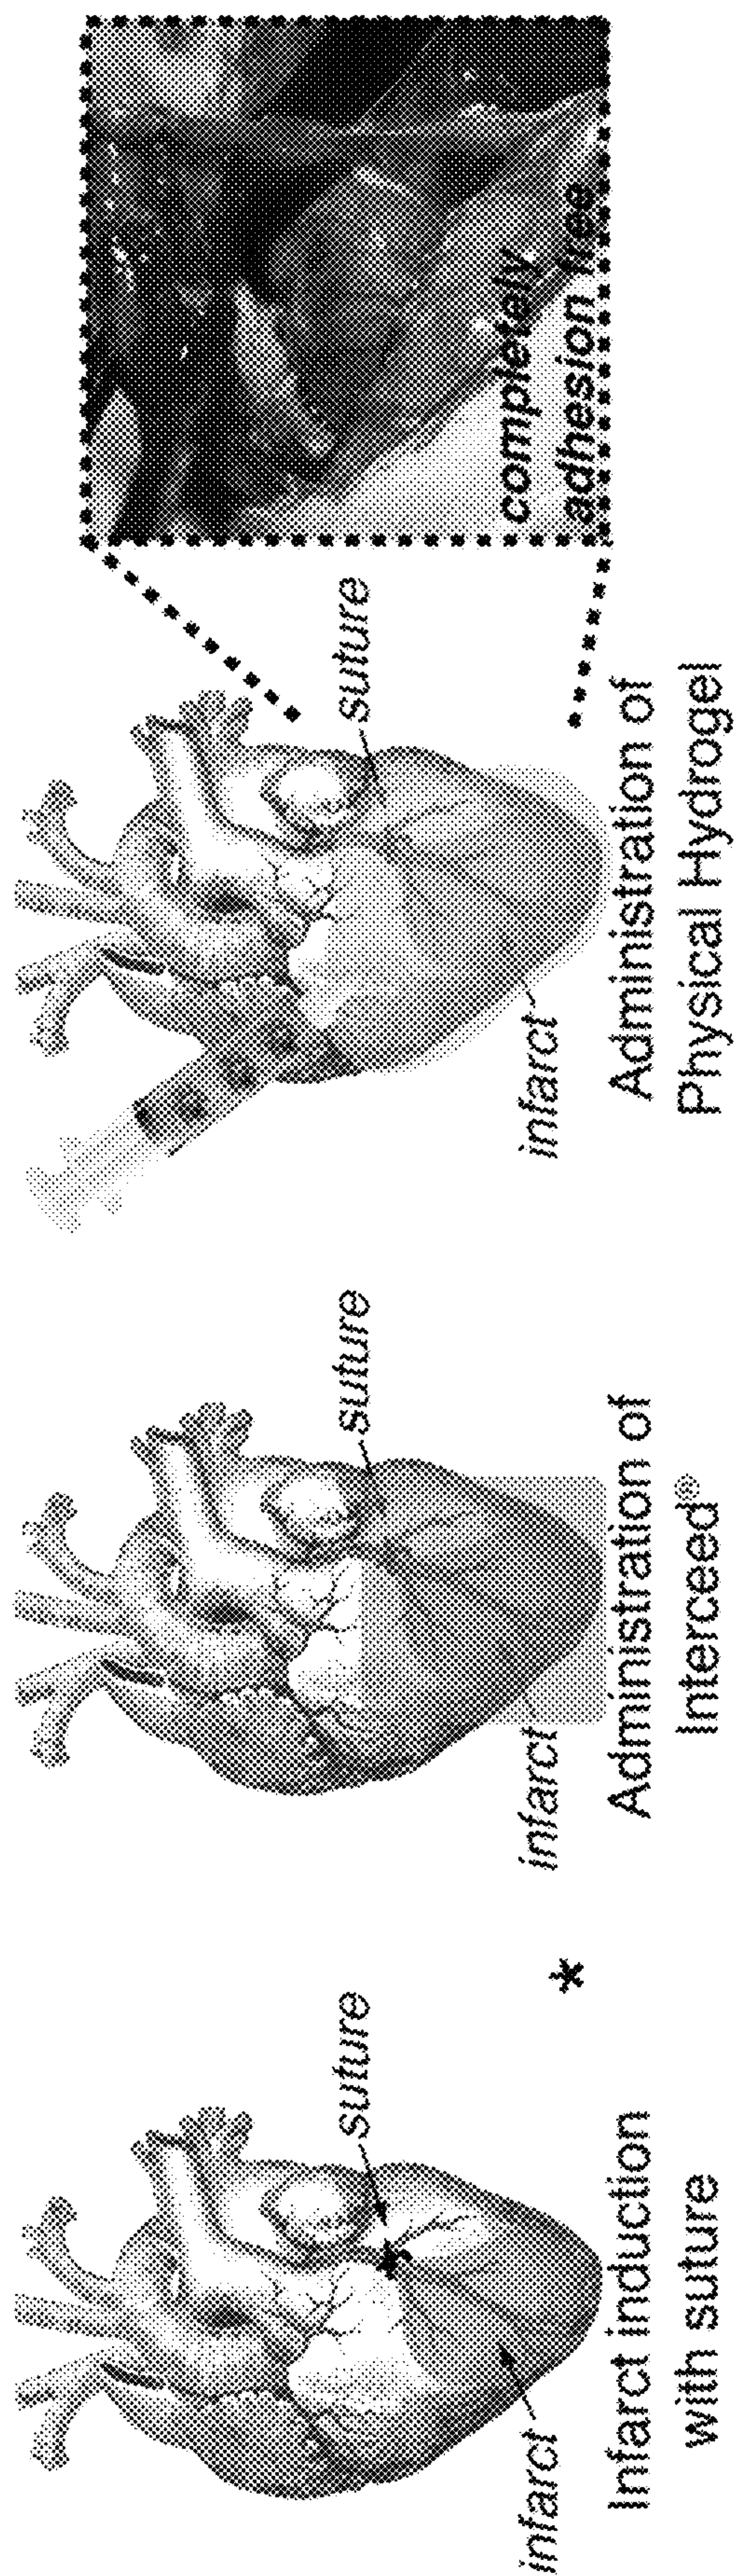 suture
infarct
Infarct induction
with suture
*
suture
infarct
Administration of
Interceed®
suture
infarct
Administration of
Physical Hydrogel
completely
adhesion free